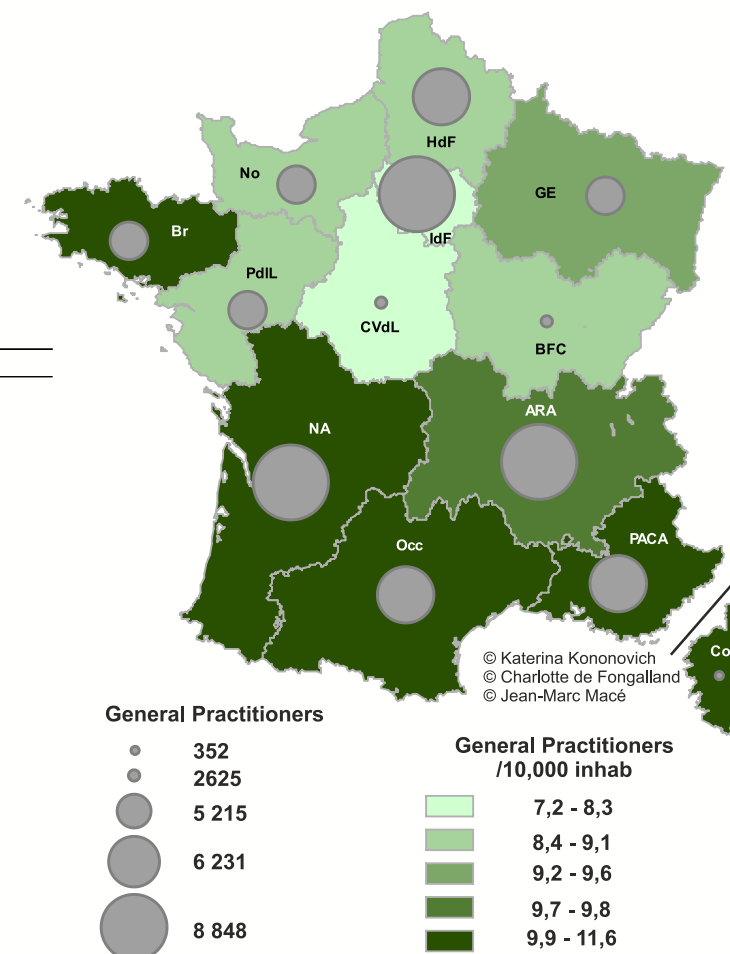 HdF
No
GE
Br
IdF
PdlL
CVdL
BFC
ARA
NA
PACA
Occ
Co
© Katerina Kononovich
© Charlotte de Fongalland
© Jean-Marc Macé
General Practitioners
352
2625
5 215
6 231
8 848
General Practitioners
/10,000 inhab
7,2 - 8,3
8,4 - 9,1
9,2 - 9,6
9,7 - 9,8
9,9 - 11,6